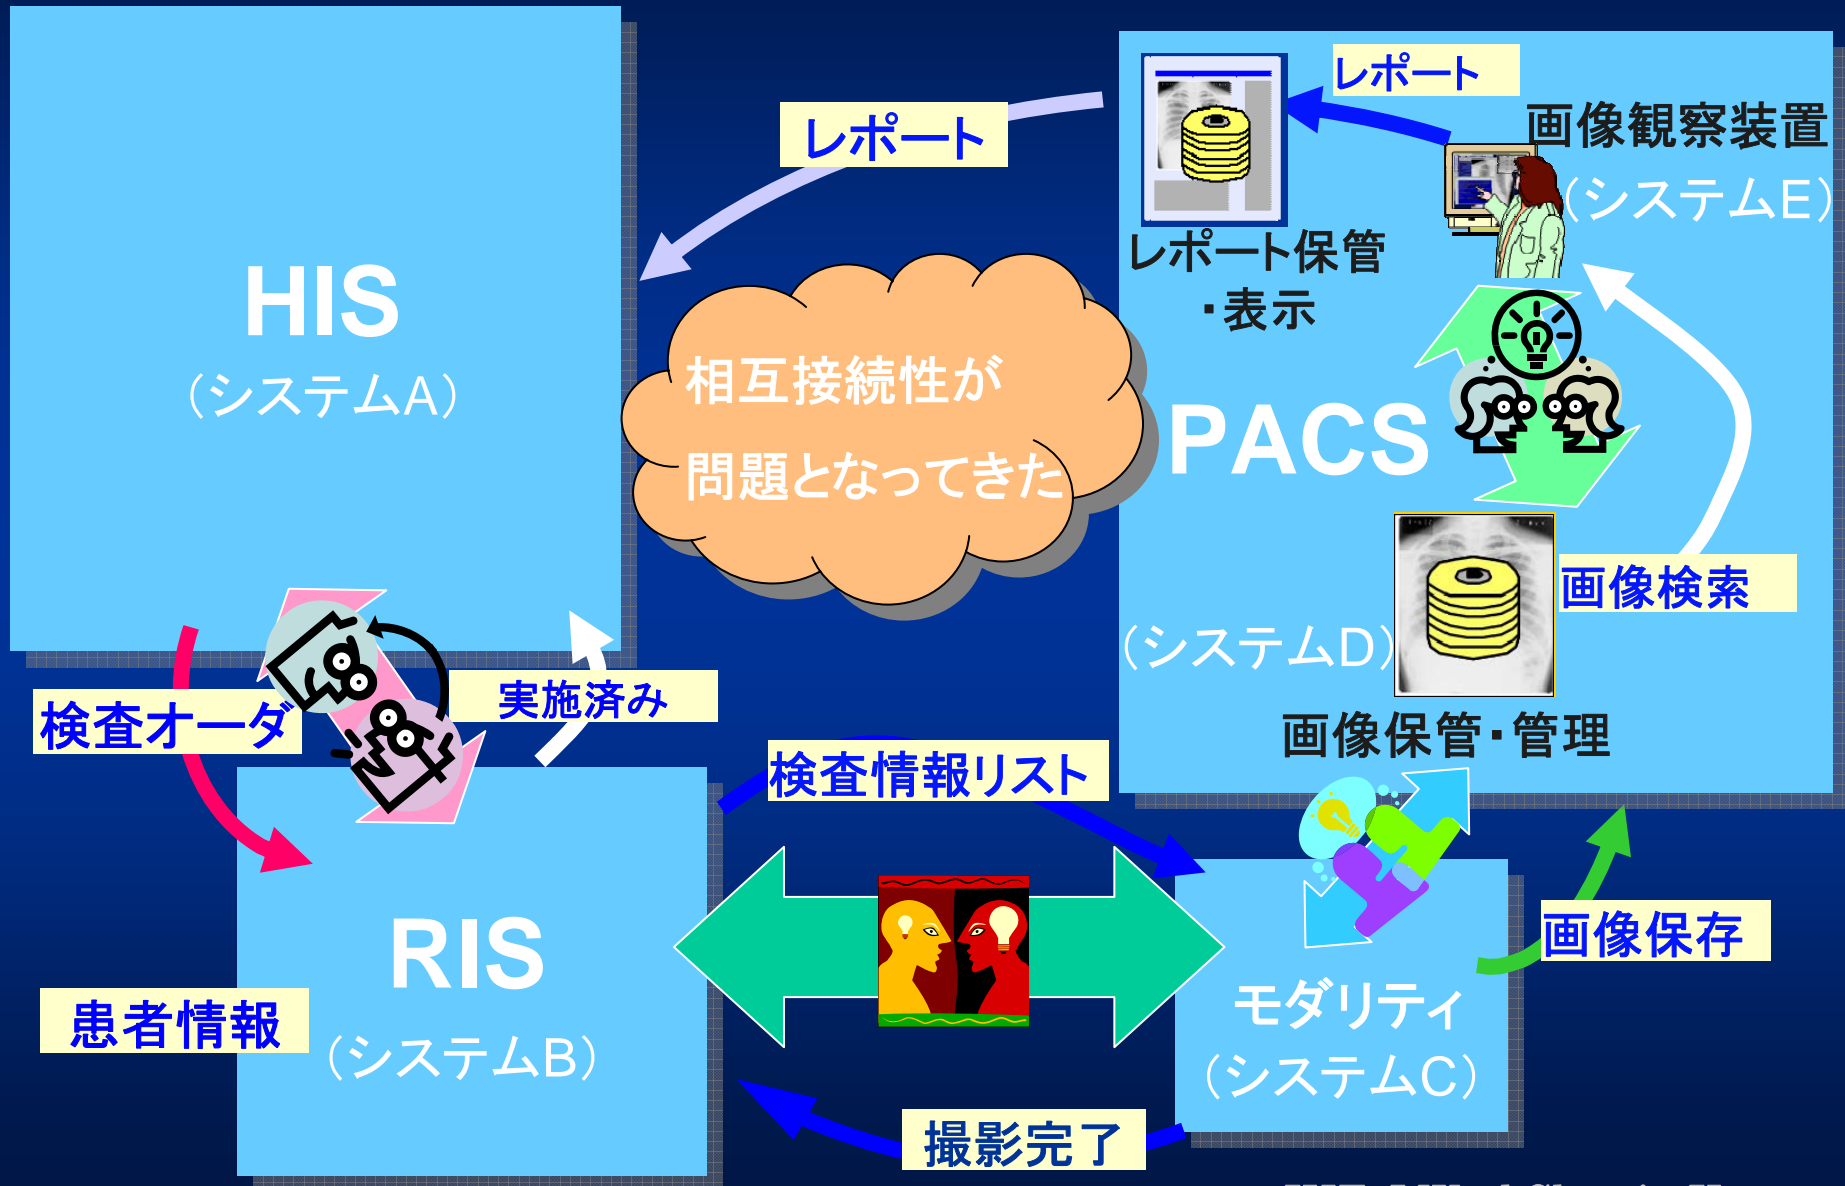 HIS
（システムA）
レポート
レポート
画像観察装置
（システムE）
レポート保管
・表示
相互接続性が
問題となってきた
PACS
画像検索
（システムD）
画像保管・管理
検査オーダ
実施済み
検査情報リスト
RIS
（システムB）
患者情報
モダリティ
（システムC）
画像保存
撮影完了